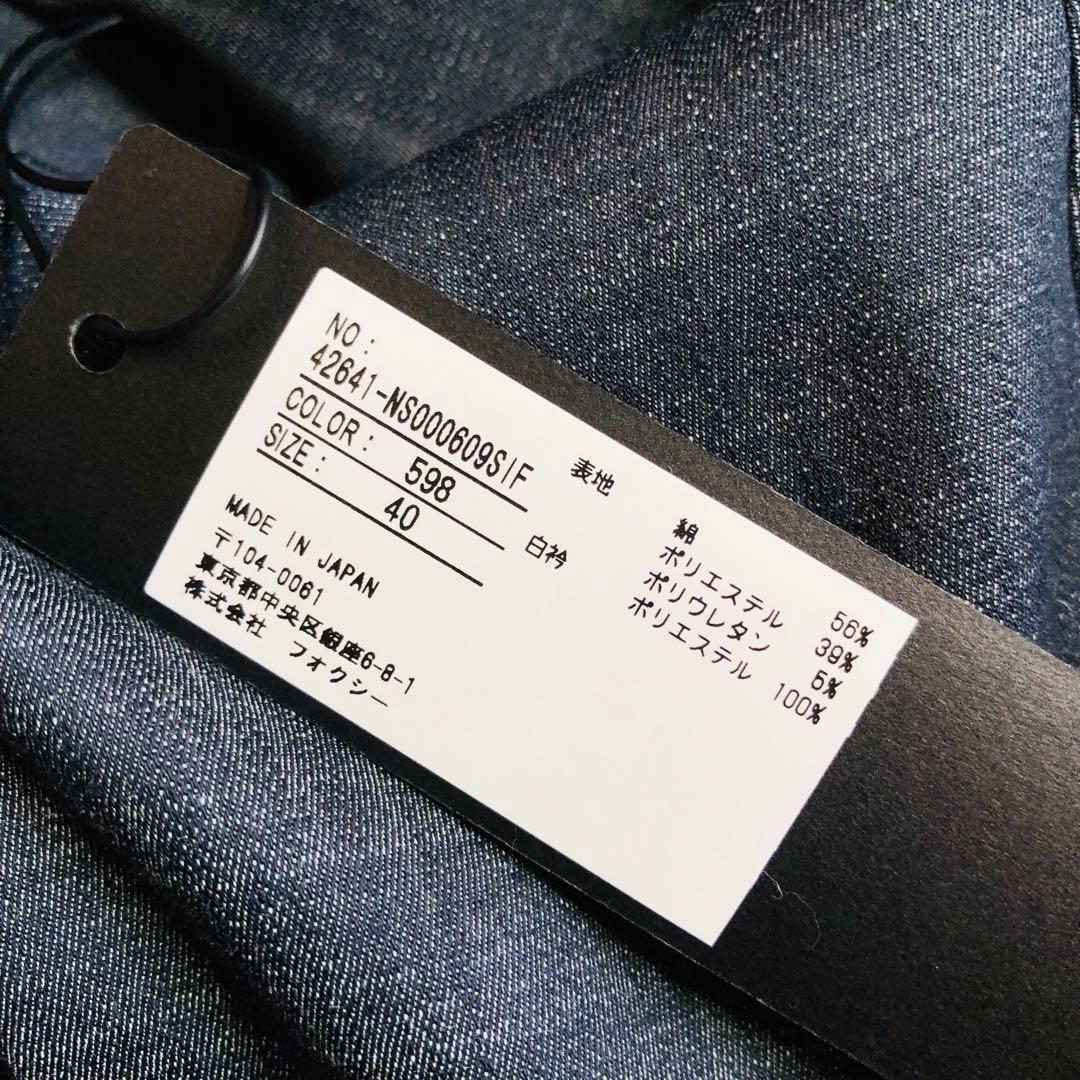 NO:
42641-NS000609SIF
COLOR: 598
SIZE: 40
MADE IN JAPAN
〒104-0061
東京都中央区銀座6-8-1
株式会社 フォクシー
表地 綿 56%
ポリエステル 39%
ポリウレタン 5%
白衿 ポリエステル 100%